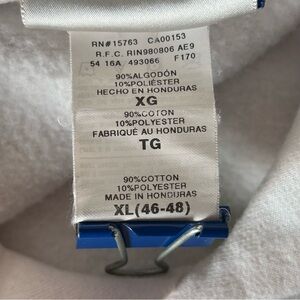 RN#15763 CA00153
R.F.C. RIN980806 AE9
54 16A 493066 F170
90%ALGODÓN
10%POLIÉSTER
HECHO EN HONDURAS
XG
90%COTON
10%POLYESTER
FABRIQUÉ AU HONDURAS
TG
90%COTTON
10%POLYESTER
MADE IN HONDURAS
XL(46-48)